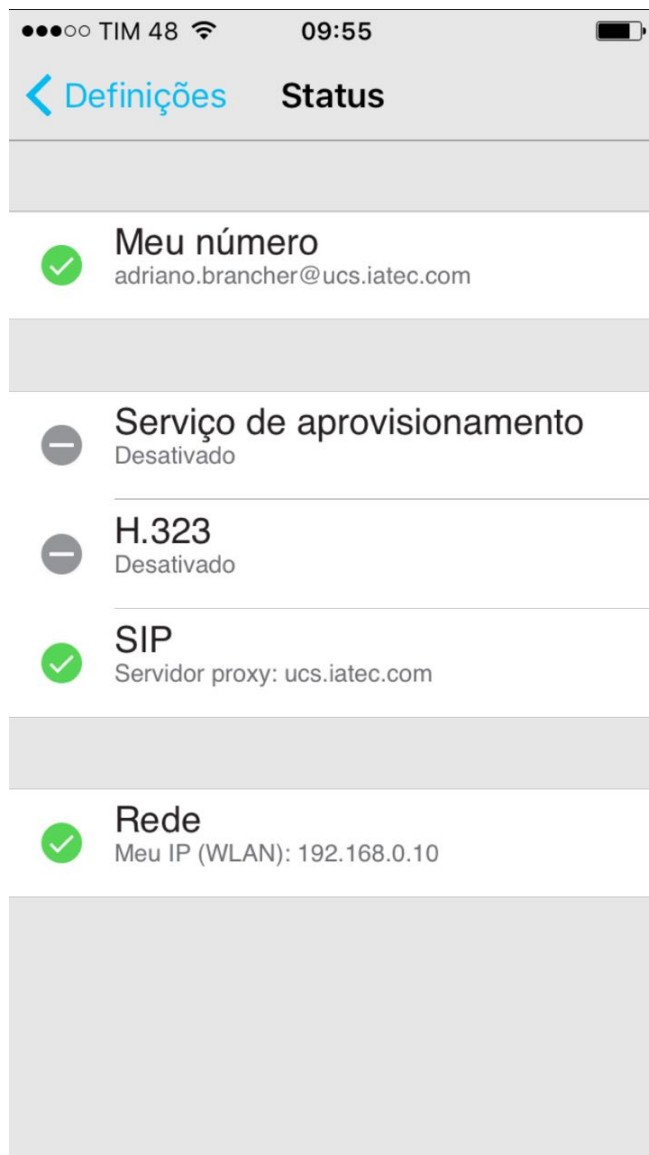 TIM 48 09:55
Definições Status
Meu número
adriano.brancher@ucs.iatec.com
Serviço de aprovisionamento
Desativado
H.323
Desativado
SIP
Servidor proxy: ucs.iatec.com
Rede
Meu IP (WLAN): 192.168.0.10